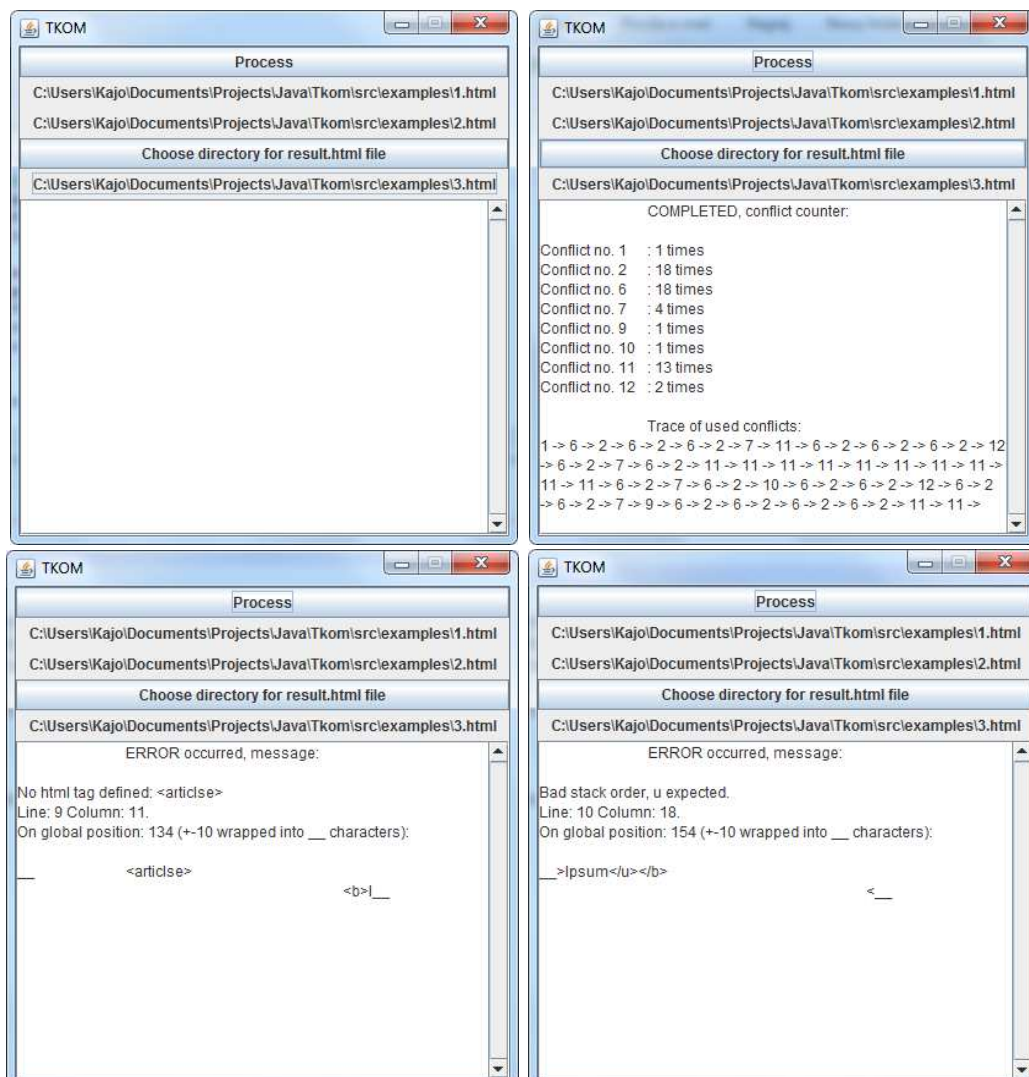 TKOM
Process
C:\Users\Kajo\Documents\Projects\Java\Tkom\src\examples\1.html
C:\Users\Kajo\Documents\Projects\Java\Tkom\src\examples\2.html
Choose directory for result.html file
C:\Users\Kajo\Documents\Projects\Java\Tkom\src\examples\3.html
TKOM
Process
C:\Users\Kajo\Documents\Projects\Java\Tkom\src\examples\1.html
C:\Users\Kajo\Documents\Projects\Java\Tkom\src\examples\2.html
Choose directory for result.html file
C:\Users\Kajo\Documents\Projects\Java\Tkom\src\examples\3.html
COMPLETED, conflict counter:
Conflict no. 1 : 1 times
Conflict no. 2 : 18 times
Conflict no. 6 : 18 times
Conflict no. 7 : 4 times
Conflict no. 9 : 1 times
Conflict no. 10 : 1 times
Conflict no. 11 : 13 times
Conflict no. 12 : 2 times
Trace of used conflicts:
1 -> 6 -> 2 -> 6 -> 2 -> 6 -> 2 -> 7 -> 11 -> 6 -> 2 -> 6 -> 2 -> 6 -> 2 -> 12
-> 6 -> 2 -> 7 -> 6 -> 2 -> 11 -> 11 -> 11 -> 11 -> 11 -> 11 -> 11 -> 11 ->
11 -> 11 -> 6 -> 2 -> 7 -> 6 -> 2 -> 10 -> 6 -> 2 -> 6 -> 2 -> 12 -> 6 -> 2
-> 6 -> 2 -> 7 -> 9 -> 6 -> 2 -> 6 -> 2 -> 6 -> 2 -> 6 -> 2 -> 11 -> 11 ->
TKOM
Process
C:\Users\Kajo\Documents\Projects\Java\Tkom\src\examples\1.html
C:\Users\Kajo\Documents\Projects\Java\Tkom\src\examples\2.html
Choose directory for result.html file
C:\Users\Kajo\Documents\Projects\Java\Tkom\src\examples\3.html
ERROR occurred, message:
No html tag defined: <articlse>
Line: 9 Column: 11.
On global position: 134 (+-10 wrapped into __ characters):
__ <articlse>
<b>I__
TKOM
Process
C:\Users\Kajo\Documents\Projects\Java\Tkom\src\examples\1.html
C:\Users\Kajo\Documents\Projects\Java\Tkom\src\examples\2.html
Choose directory for result.html file
C:\Users\Kajo\Documents\Projects\Java\Tkom\src\examples\3.html
ERROR occurred, message:
Bad stack order, u expected.
Line: 10 Column: 18.
On global position: 154 (+-10 wrapped into __ characters):
__>Ipsum</u></b>
<__